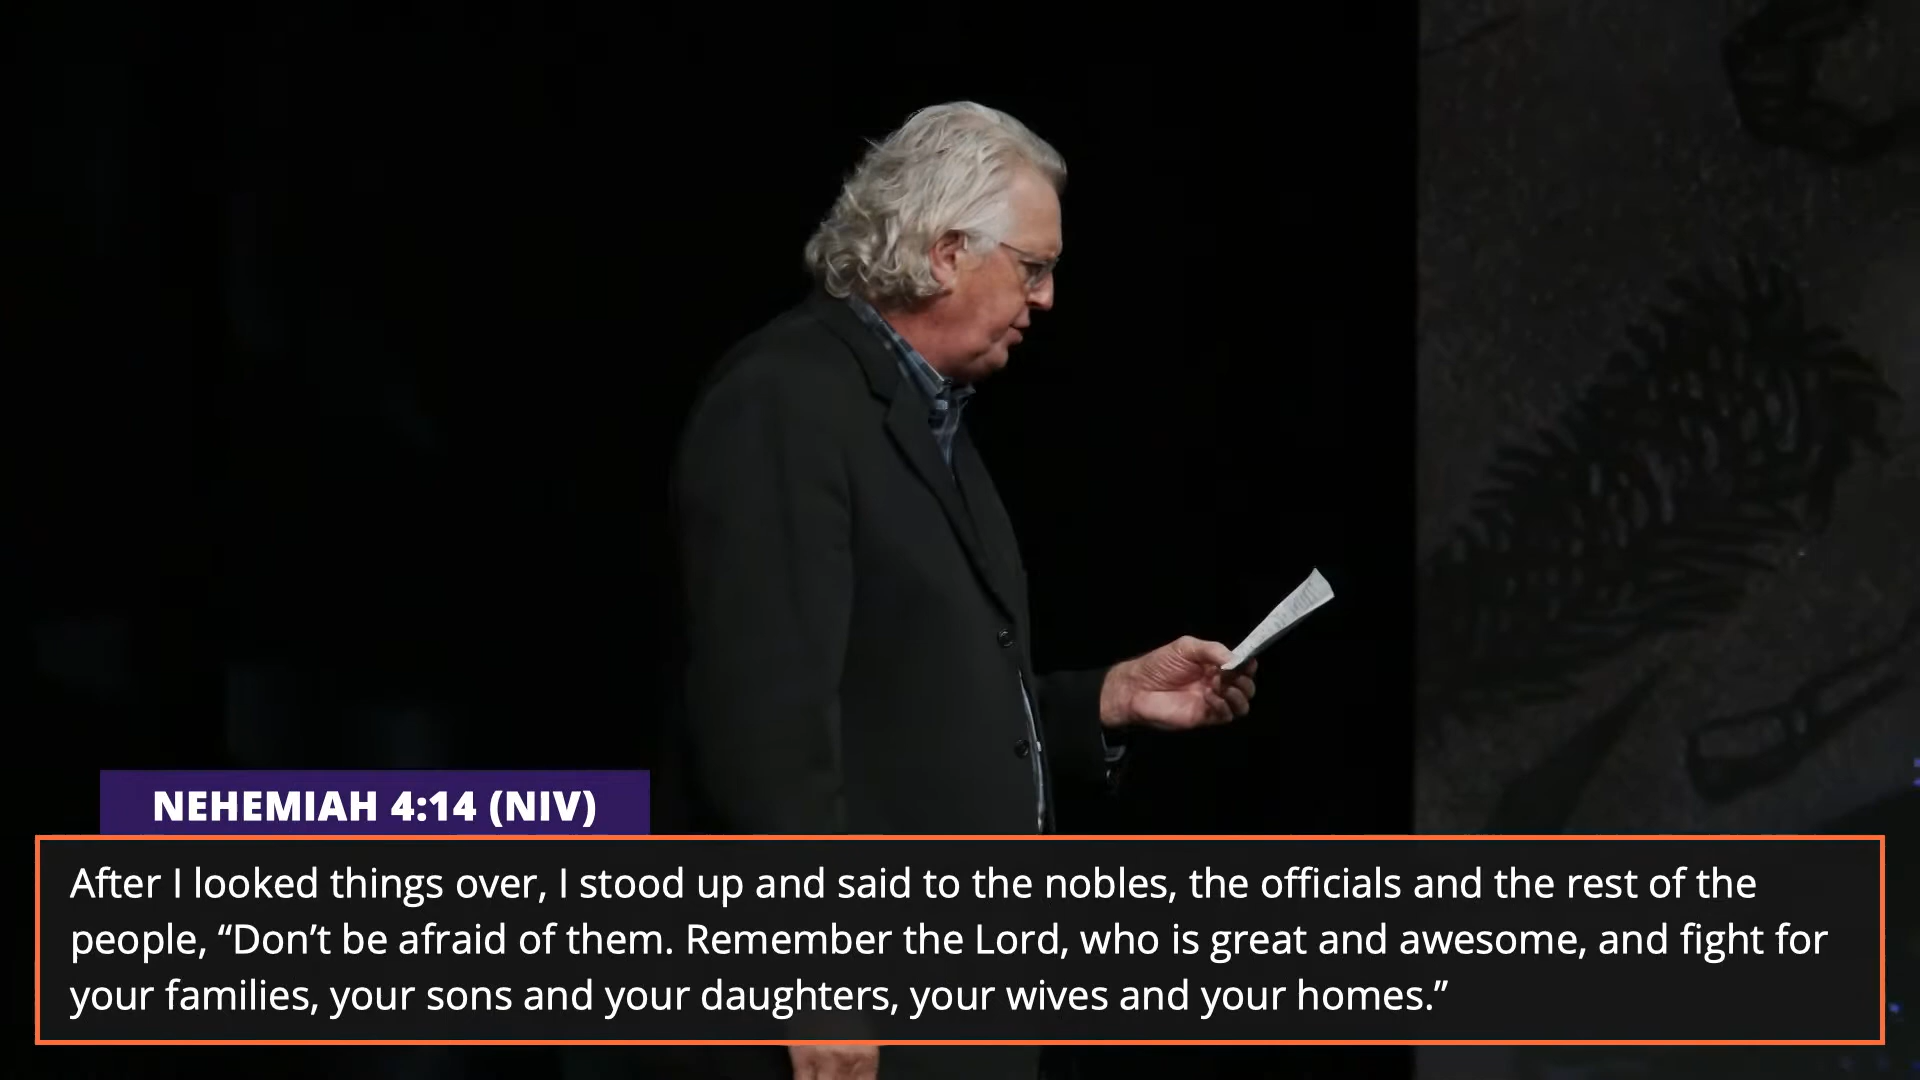 NEHEMIAH 4:14 (NIV)
After I looked things over, I stood up and said to the nobles, the officials and the rest of the
people, “Don’t be afraid of them. Remember the Lord, who is great and awesome, and fight for
your families, your sons and your daughters, your wives and your homes.”